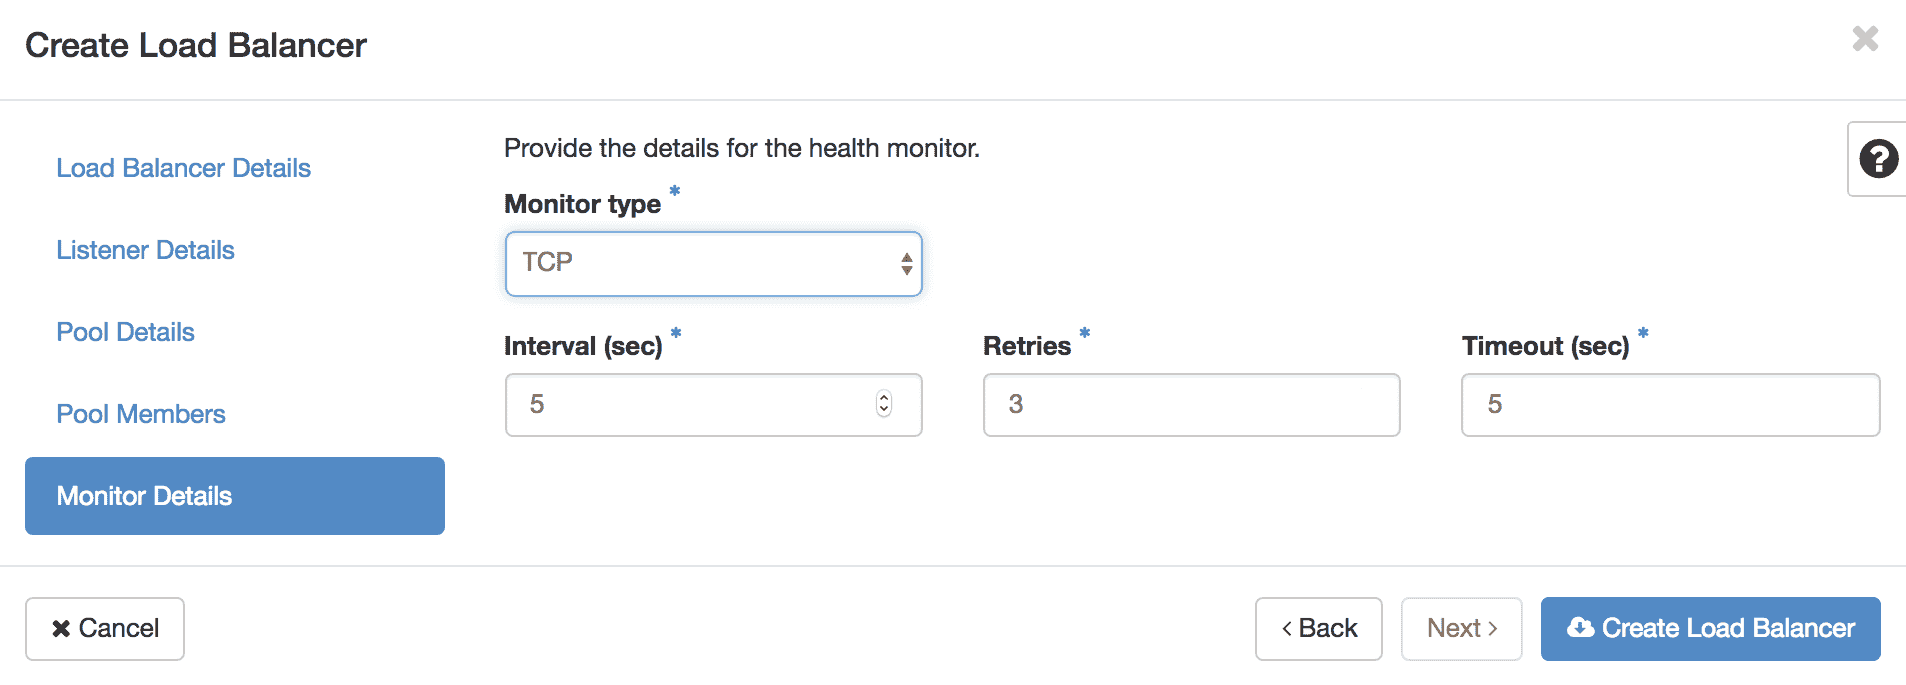 Create Load Balancer
Load Balancer Details
Listener Details
Pool Details
Pool Members
Monitor Details
Provide the details for the health monitor.
Monitor type *
TCP
Interval (sec) * Retries * Timeout (sec) *
5 3 5
Cancel Back Next Create Load Balancer